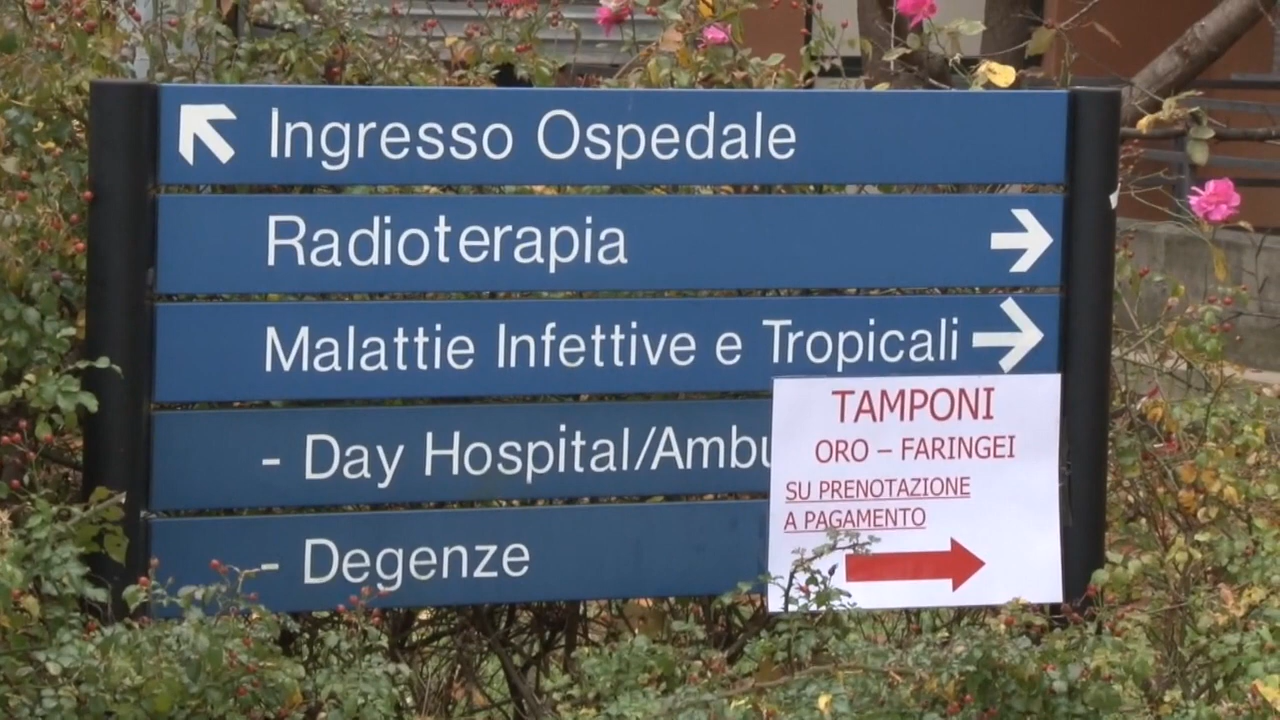 Ingresso Ospedale
Radioterapia
Malattie Infettive e Tropicali
- Day Hospital/Ambu
- Degenze
TAMPONI
ORO – FARINGEI
SU PRENOTAZIONE
A PAGAMENTO